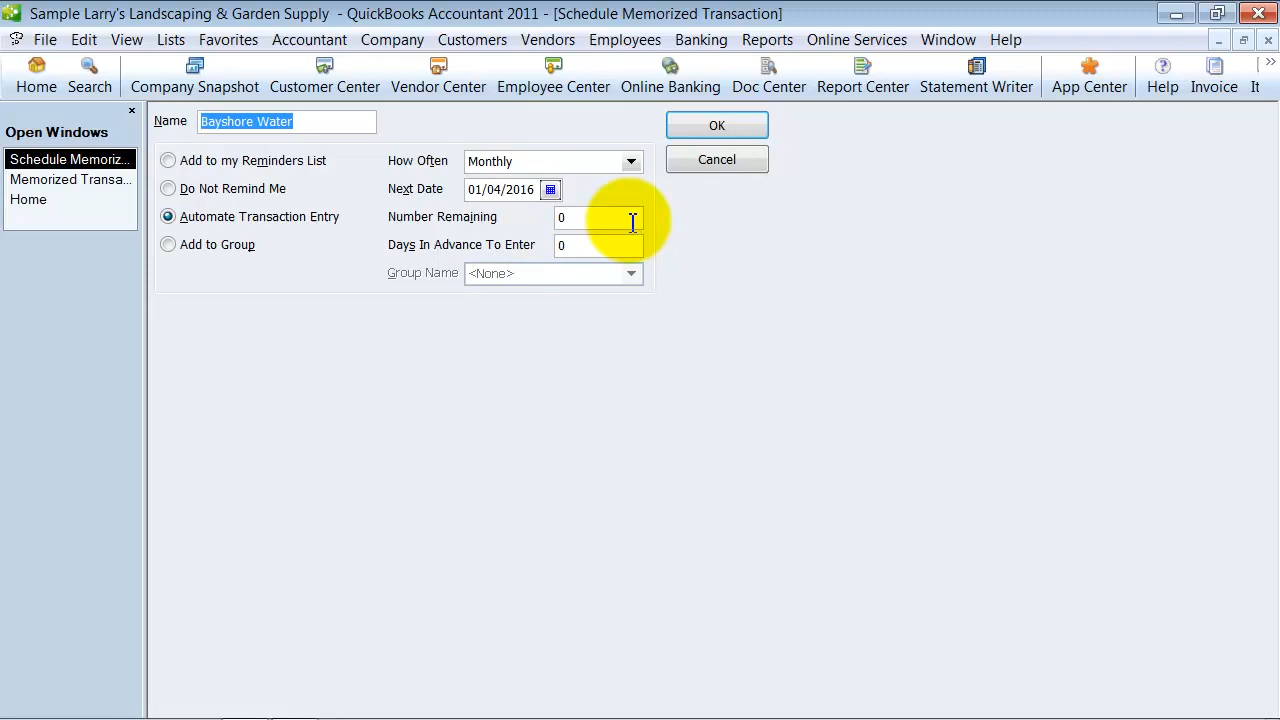 Sample Larry's Landscaping & Garden Supply - QuickBooks Accountant 2011 - [Schedule Memorized Transaction]
File Edit View Lists Favorites Accountant Company Customers Vendors Employees Banking Reports Online Services Window Help
Home Search Company Snapshot Customer Center Vendor Center Employee Center Online Banking Doc Center Report Center Statement Writer App Center Help Invoice It
Open Windows
Schedule Memoriz...
Memorized Transa...
Home
Name Bayshore Water
OK
Add to my Reminders List How Often Monthly
Cancel
Do Not Remind Me Next Date 01/04/2016
Automate Transaction Entry Number Remaining 0
Add to Group Days In Advance To Enter 0
Group Name <None>